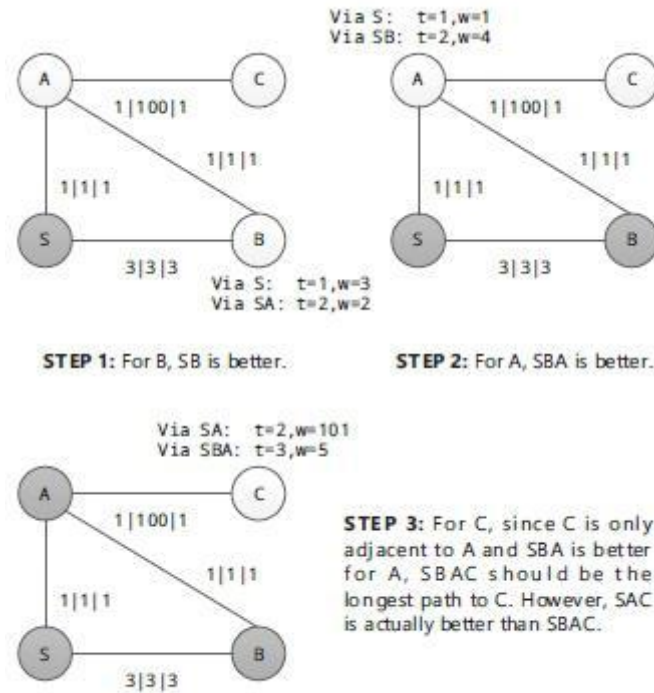 Via S: t=1,w=1
Via SB: t=2,w=4
A
C
A
C
1|100|1
1|100|1
1|1|1
1|1|1
1|1|1
1|1|1
S
B
S
B
3|3|3
3|3|3
Via S: t=1,w=3
Via SA: t=2,w=2
STEP 1: For B, SB is better.
STEP 2: For A, SBA is better.
Via SA: t=2,w=101
Via SBA: t=3,w=5
A
C
1|100|1
1|1|1
1|1|1
S
B
3|3|3
STEP 3: For C, since C is only
adjacent to A and SBA is better
for A, SBAC should be the
longest path to C. However, SAC
is actually better than SBAC.